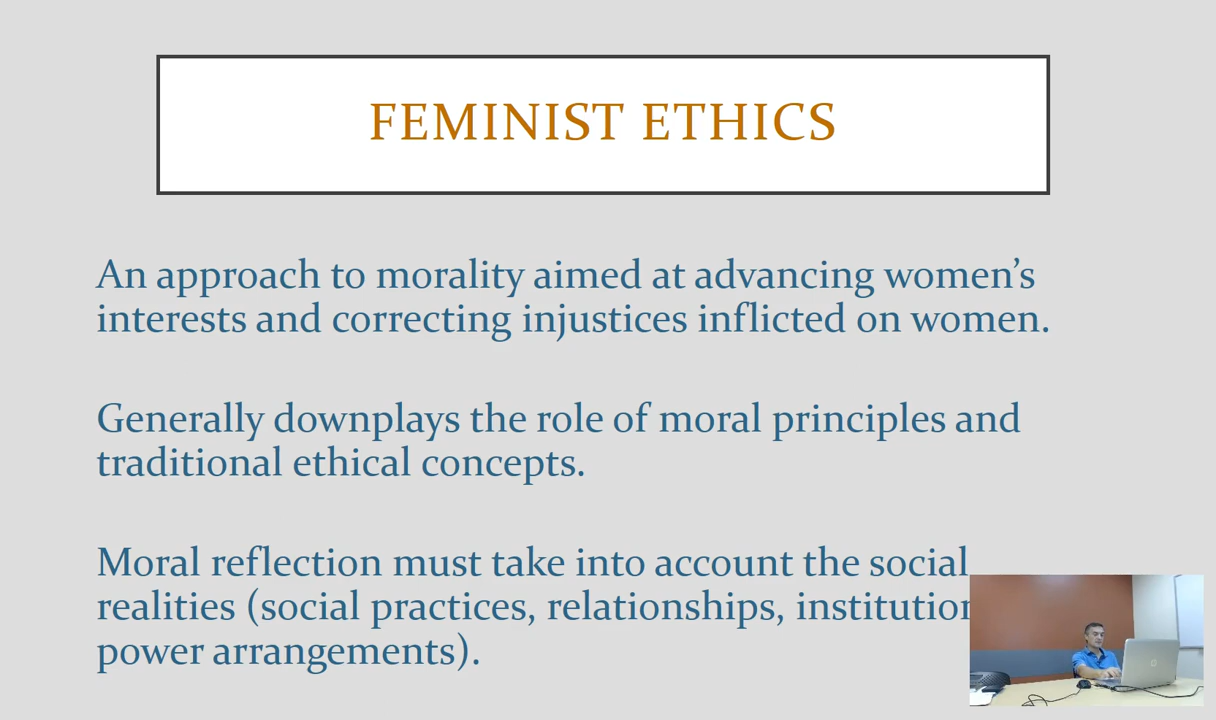 FEMINIST ETHICS
An approach to morality aimed at advancing women’s
interests and correcting injustices inflicted on women.
Generally downplays the role of moral principles and
traditional ethical concepts.
Moral reflection must take into account the social
realities (social practices, relationships,
power arrangements).